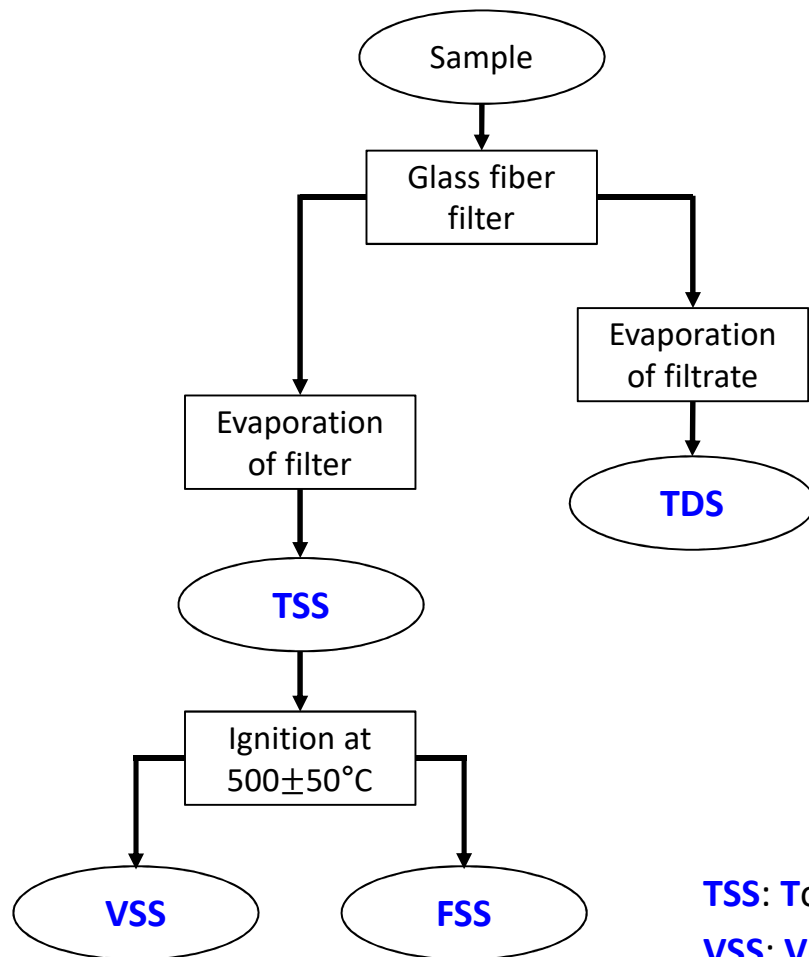 Sample
Glass fiber
filter
Evaporation
of filtrate
Evaporation
of filter
TDS
TSS
Ignition at
500±50°C
VSS
FSS
TSS:
VSS: